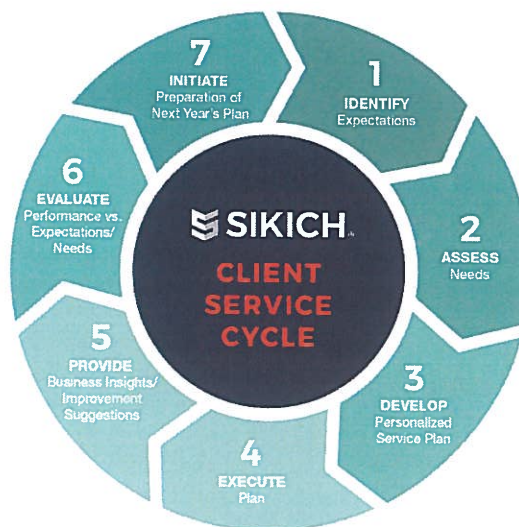 SIKICH
CLIENT
SERVICE
CYCLE
1
IDENTIFY
Expectations
2
ASSESS
Needs
3
DEVELOP
Personalized
Service Plan
4
EXECUTE
Plan
5
PROVIDE
Business Insights/
Improvement
Suggestions
6
EVALUATE
Performance vs.
Expectations/
Needs
7
INITIATE
Preparation of
Next Year's Plan